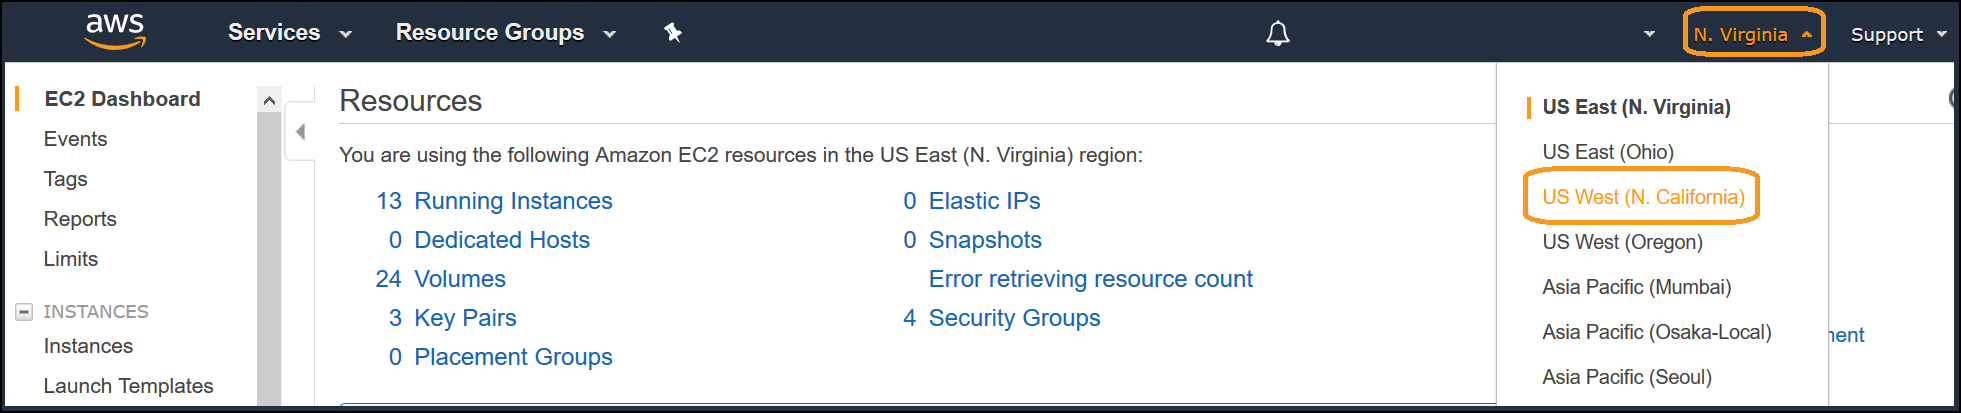 aws
Services
Resource Groups
N. Virginia
Support
EC2 Dashboard
Events
Tags
Reports
Limits
INSTANCES
Instances
Launch Templates
Resources
You are using the following Amazon EC2 resources in the US East (N. Virginia) region:
13 Running Instances
0 Dedicated Hosts
24 Volumes
3 Key Pairs
0 Placement Groups
0 Elastic IPs
0 Snapshots
Error retrieving resource count
4 Security Groups
US East (N. Virginia)
US East (Ohio)
US West (N. California)
US West (Oregon)
Asia Pacific (Mumbai)
Asia Pacific (Osaka-Local)
Asia Pacific (Seoul)